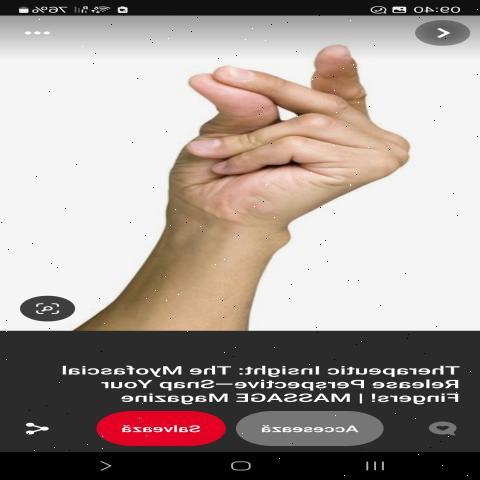 09:40 76%
Therapeutic Insight: The Myofascial
Release Perspective—Snap Your
Fingers! | MASSAGE Magazine
Accesează Salvează